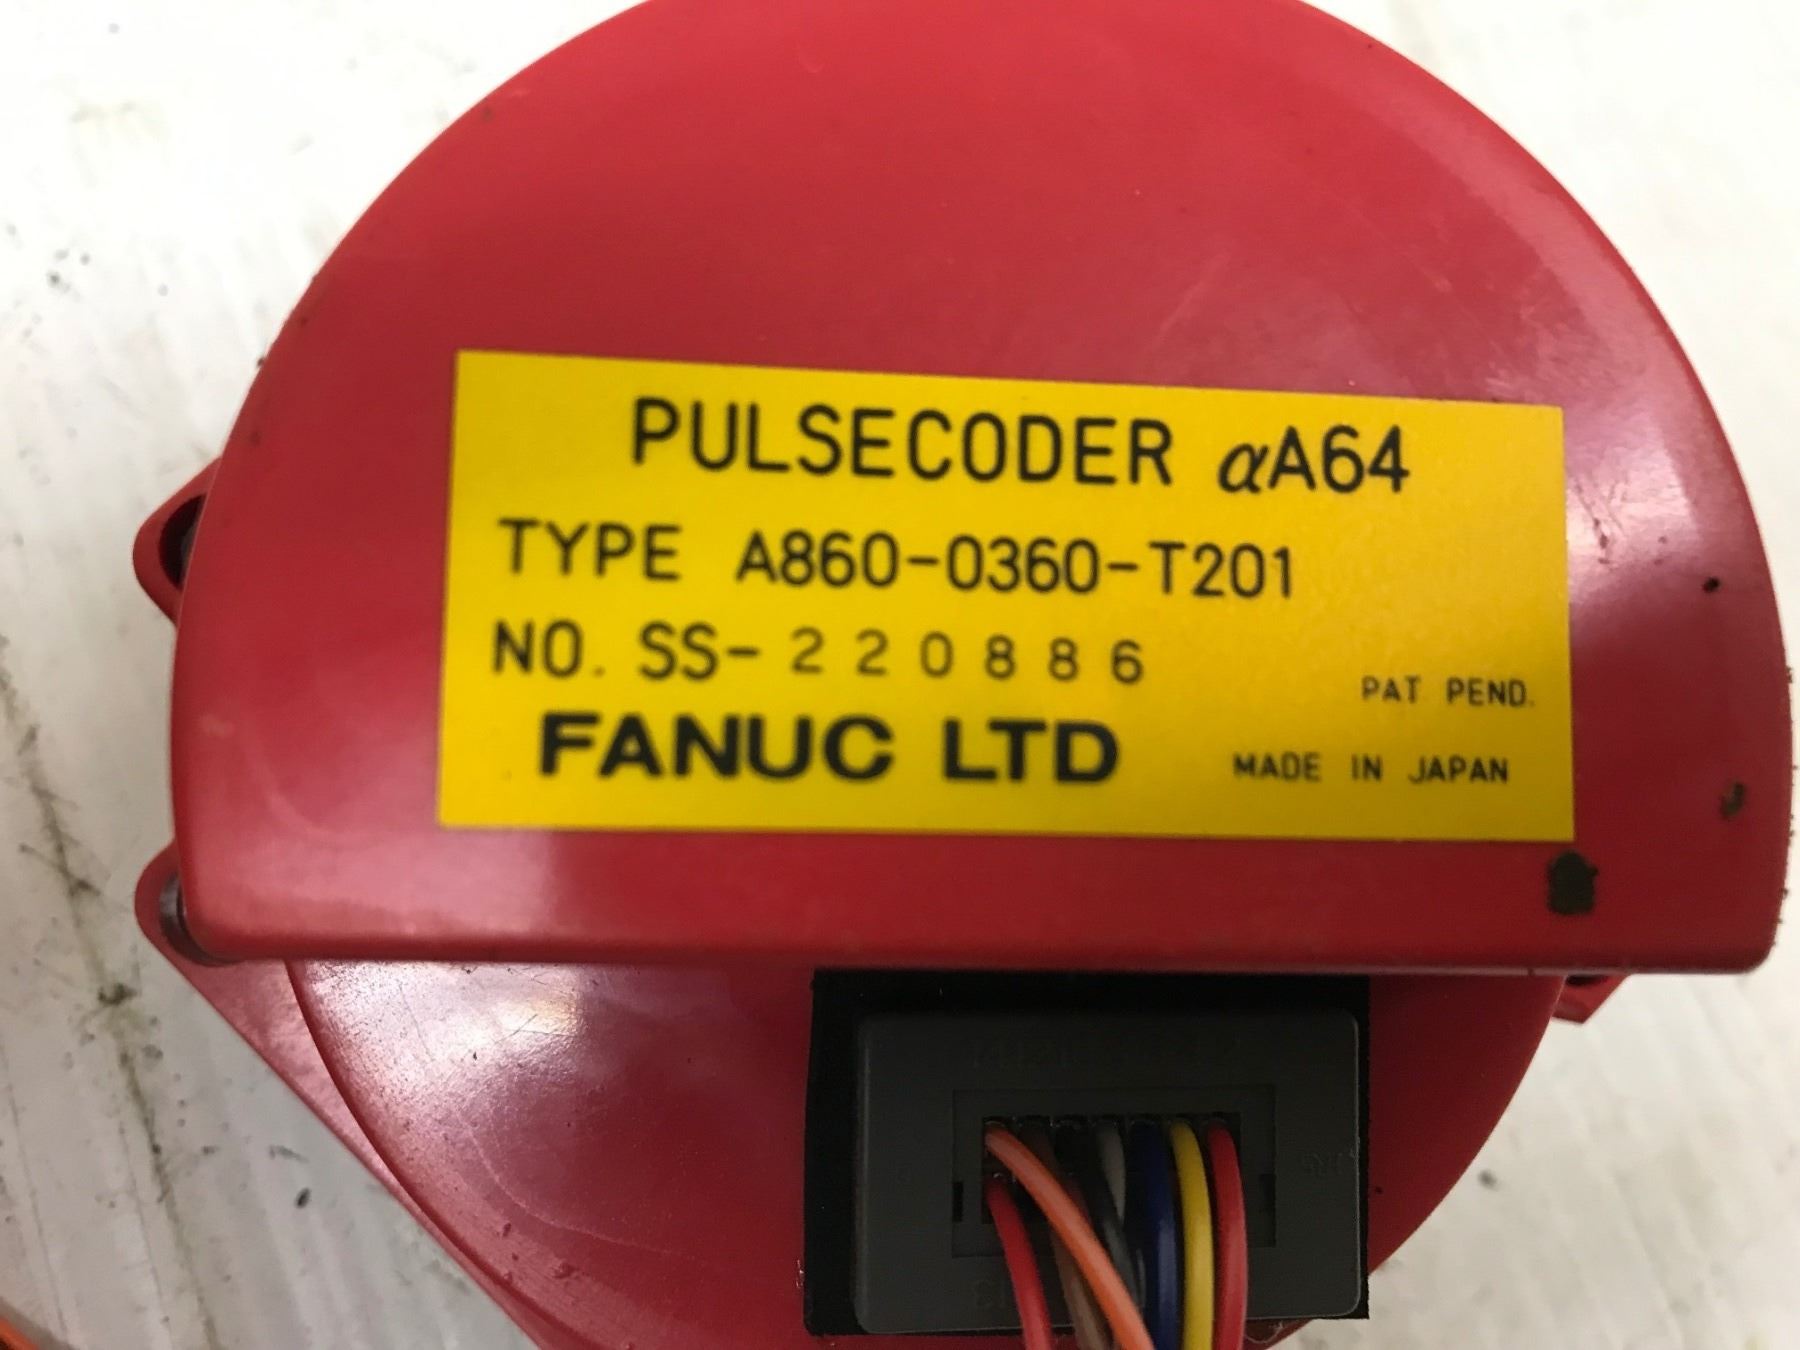 PULSECODER αA64
TYPE A860-0360-T201
NO. SS-220886
PAT PEND.
FANUC LTD MADE IN JAPAN